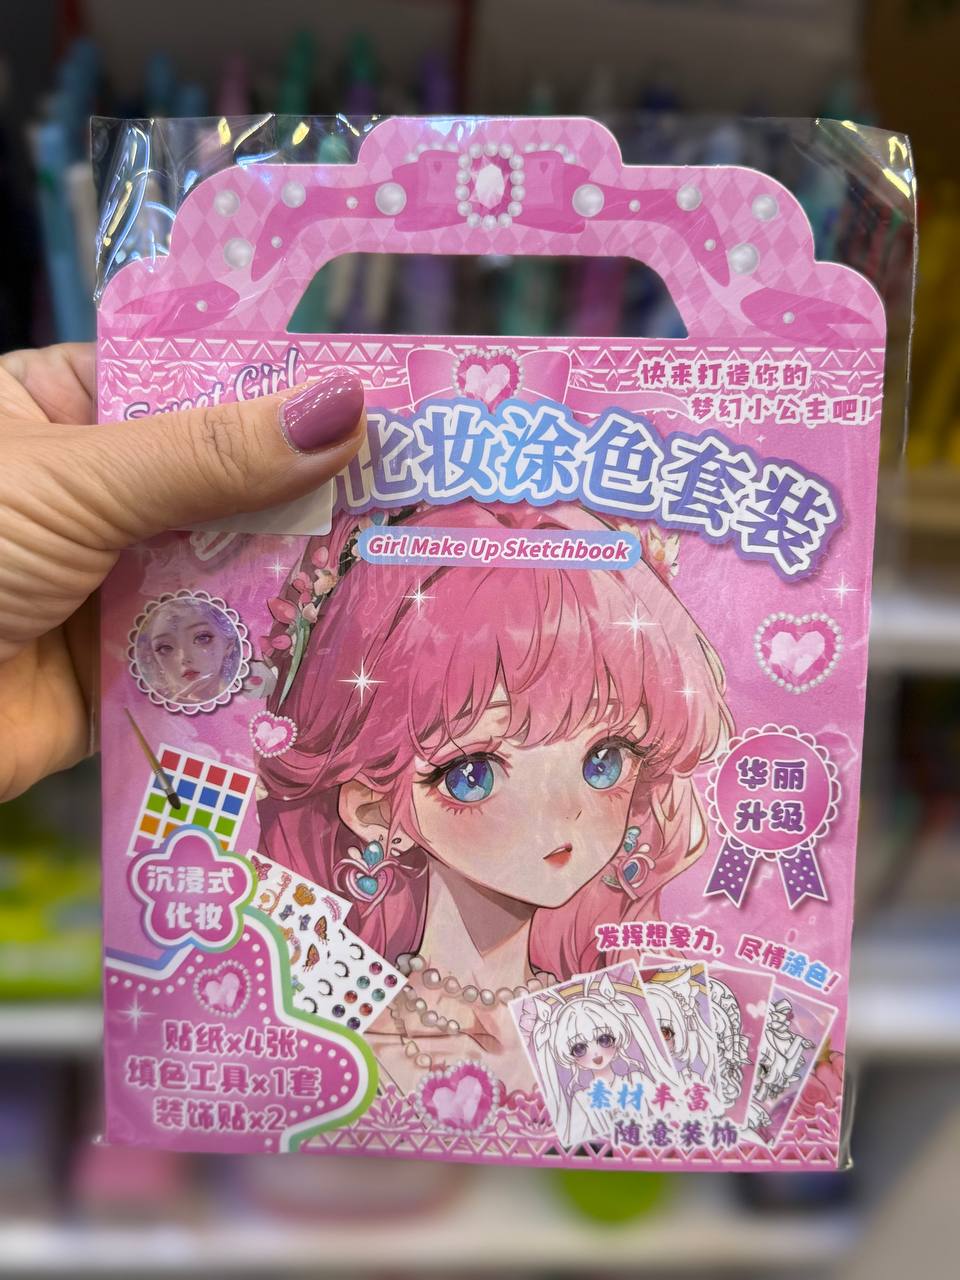 Sweet Girl
快来打造你的
梦幻小公主吧!
化妆涂色套装
Girl Make Up Sketchbook
华丽
升级
沉浸式
化妆
发挥想象力，尽情涂色!
贴纸x4张
填色工具x1套
装饰贴x2
素材丰富
随意装饰